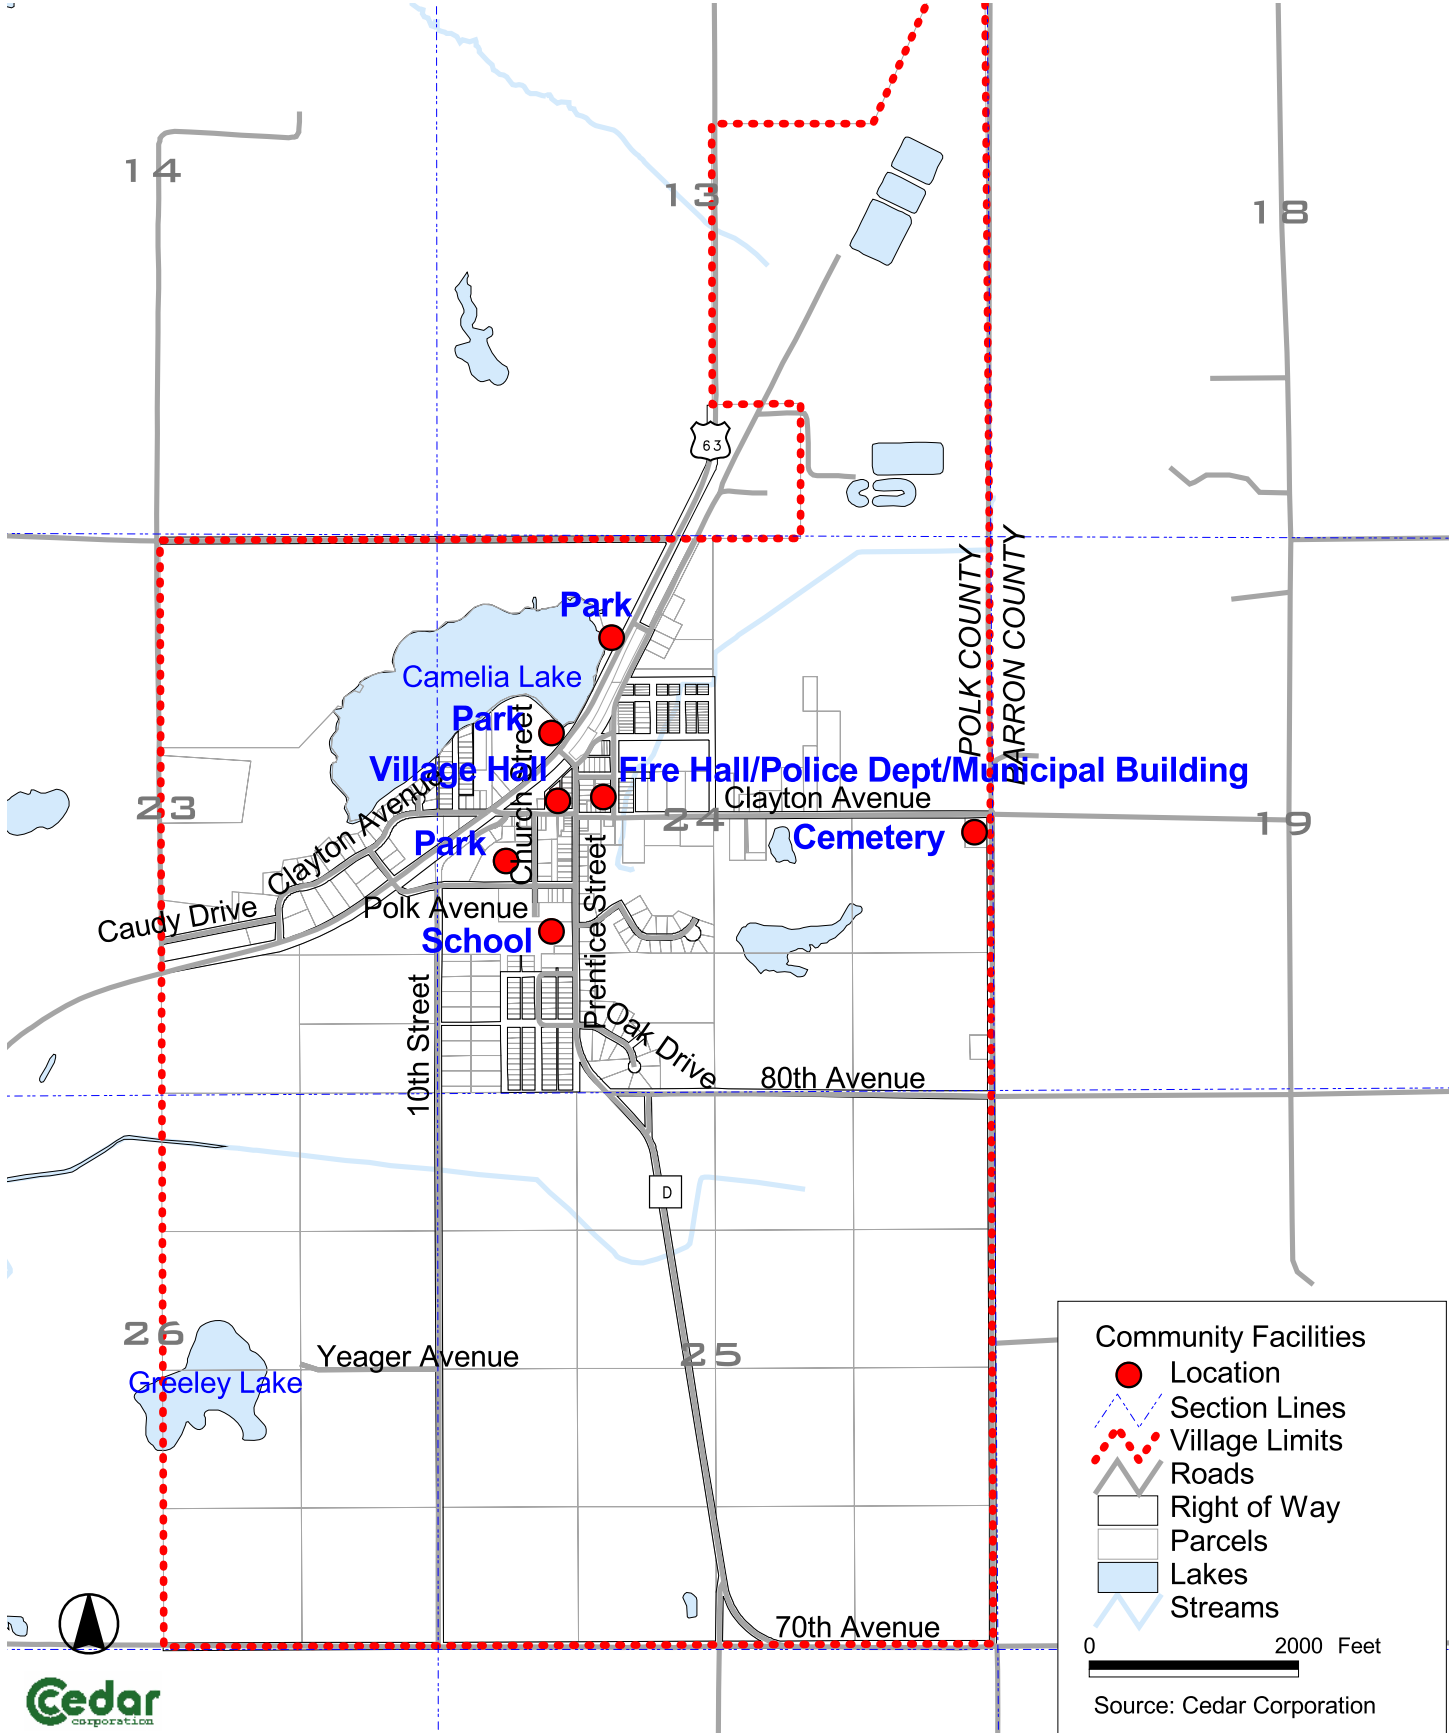 14
13
18
63
POLK COUNTY
BARRON COUNTY
Park
Camelia Lake
Park
Church Street
Village Hall
Fire Hall/Police Dept/Municipal Building
23
24
Clayton Avenue
19
Clayton Avenue
Park
Cemetery
Caudy Drive
Polk Avenue
School
Prentice Street
10th Street
Oak Drive
80th Avenue
D
26
Yeager Avenue
25
Greeley Lake
70th Avenue
Community Facilities
Location
Section Lines
Village Limits
Roads
Right of Way
Parcels
Lakes
Streams
0 2000 Feet
Source: Cedar Corporation
Cedar
corporation